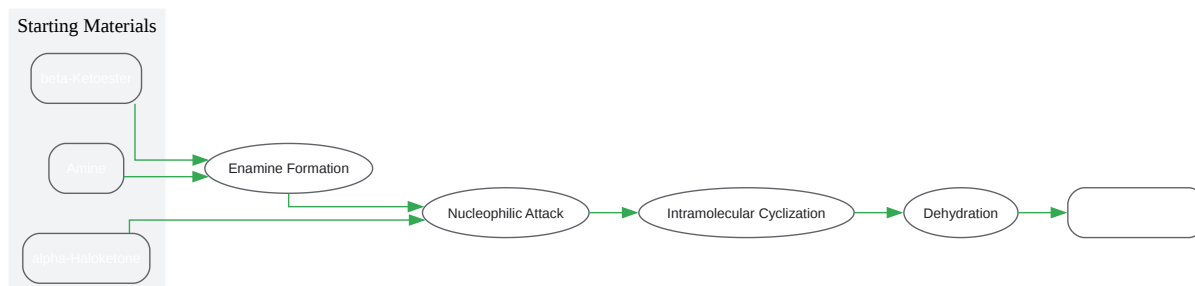 Starting Materials
beta-Ketoester
Amine
alpha-Haloketone
Enamine Formation
Nucleophilic Attack
Intramolecular Cyclization
Dehydration